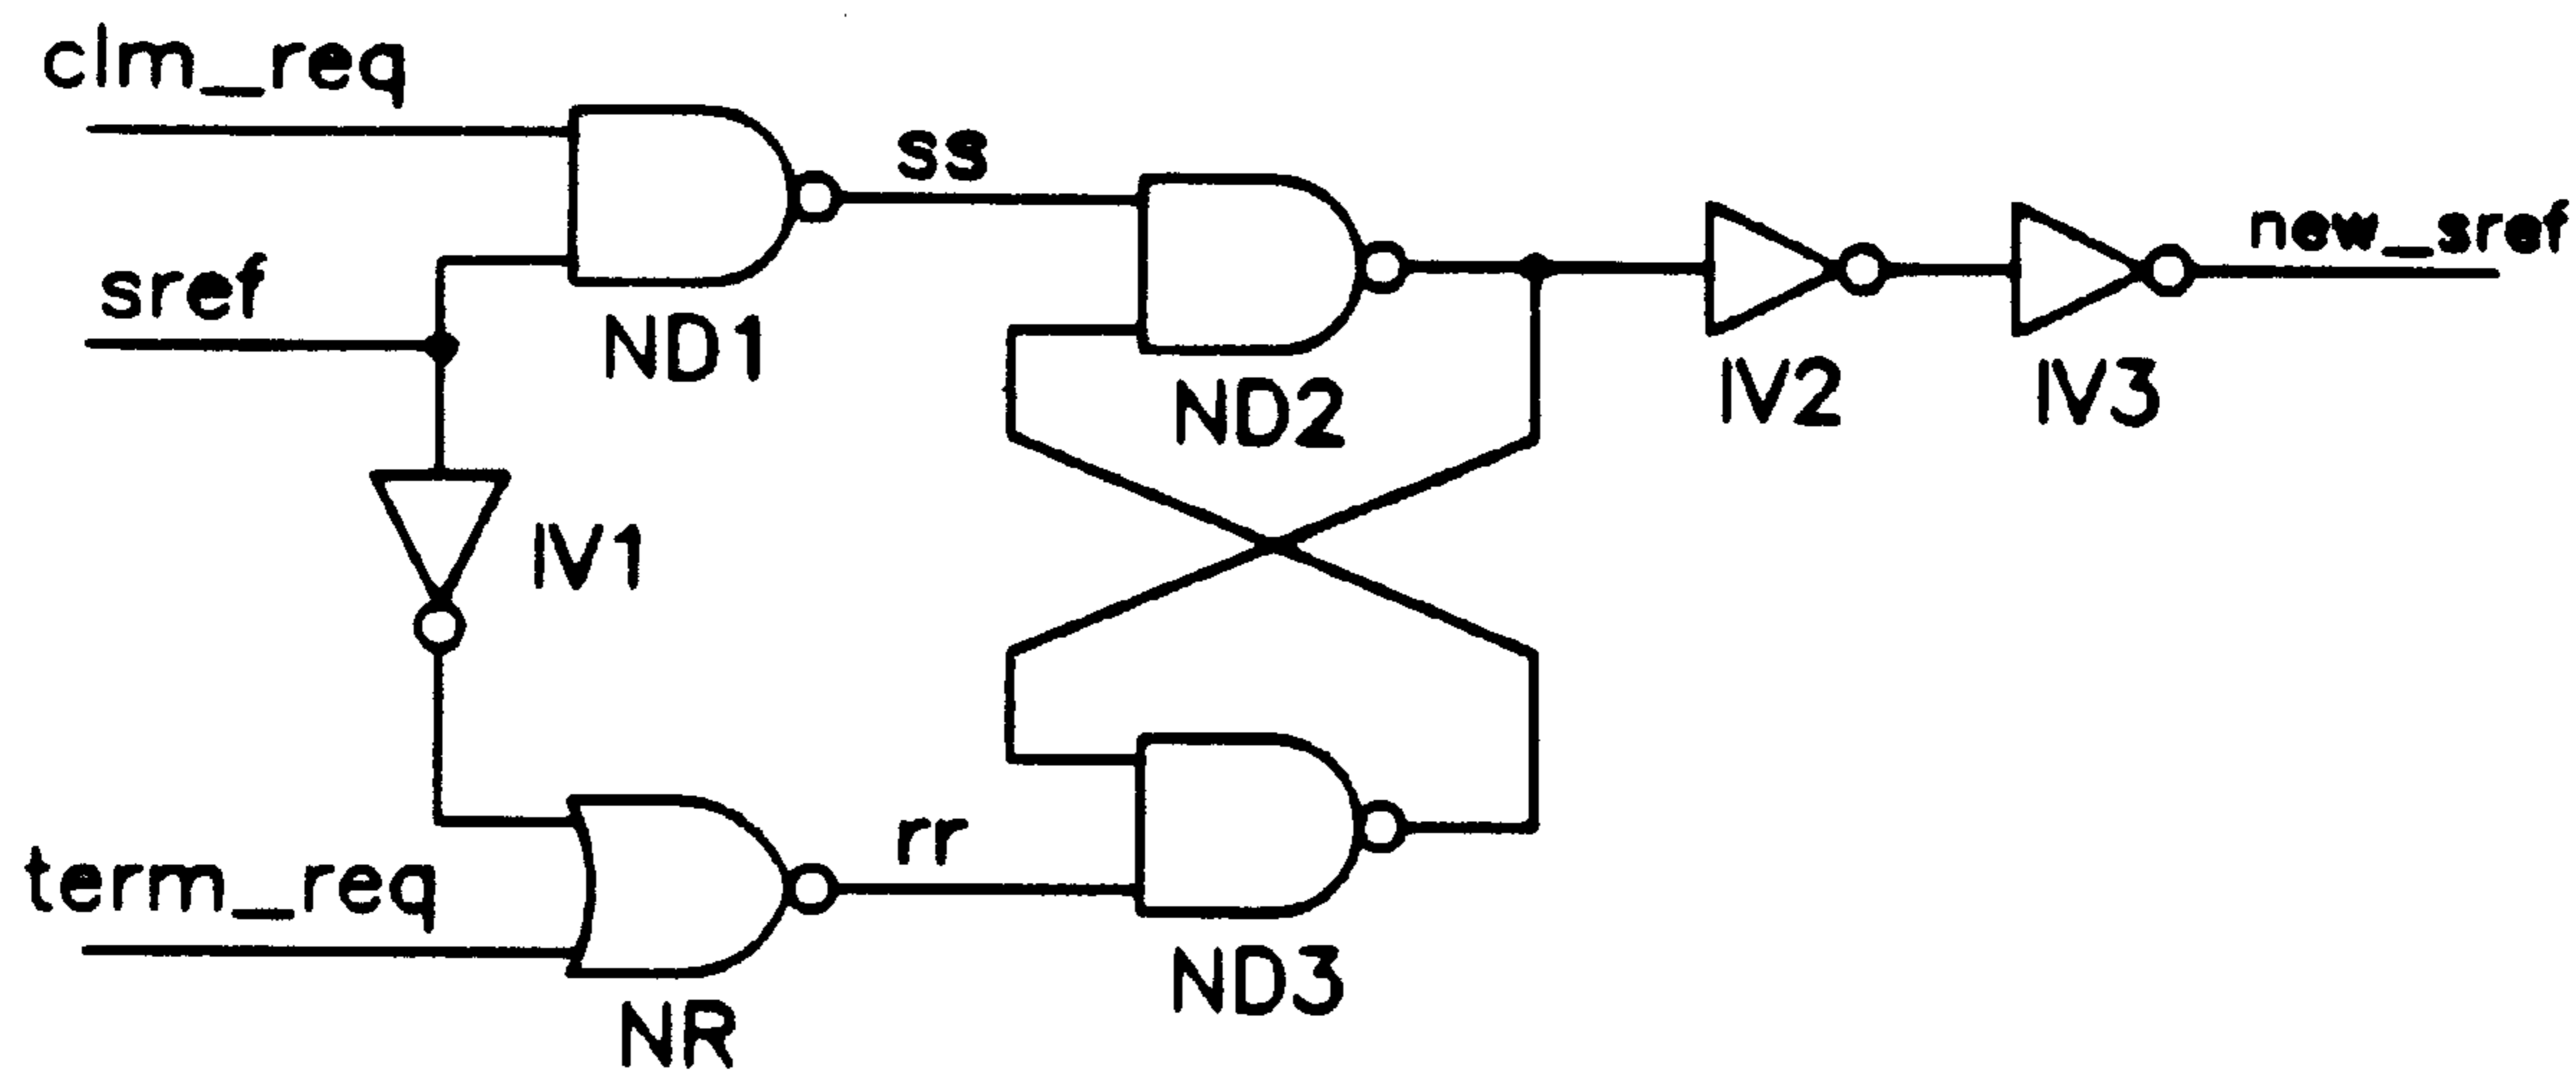 clm_req
ss
new_sref
sref
ND1
ND2
IV2
IV3
IV1
rr
term_req
ND3
NR